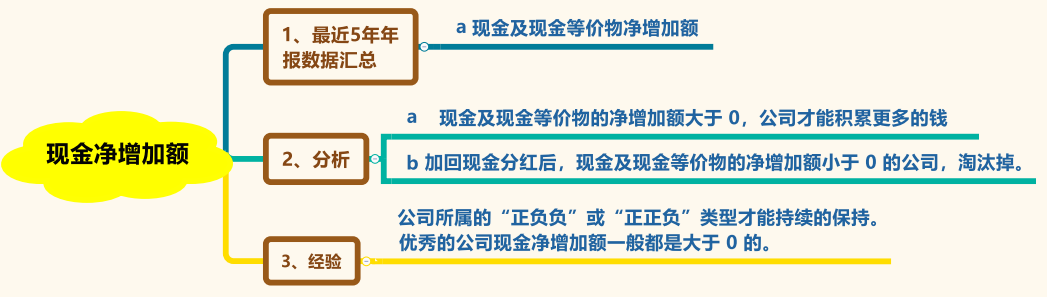 现金净增加额
1、最近5年年
报数据汇总
a 现金及现金等价物净增加额
2、分析
a 现金及现金等价物的净增加额大于 0，公司才能积累更多的钱
b 加回现金分红后，现金及现金等价物的净增加额小于 0 的公司，淘汰掉。
3、经验
公司所属的“正负负”或“正正负”类型才能持续的保持。
优秀的公司现金净增加额一般都是大于 0 的。